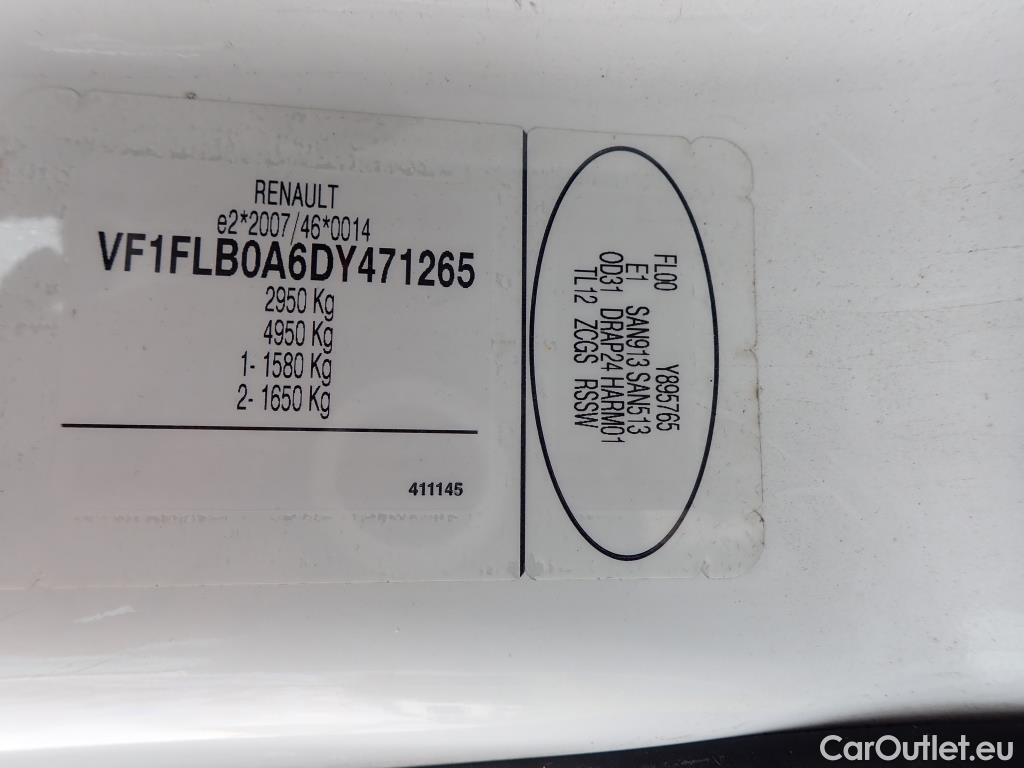 RENAULT
e2*2007/46*0014
VF1FLB0A6DY471265
2950 Kg
4950 Kg
1- 1580 Kg
2- 1650 Kg
411145
FL00 Y895765
E1 SAN913 SAN513
OD31 DRAP24 HARM01
TL12 ZCGS RSSW
CarOutlet.eu